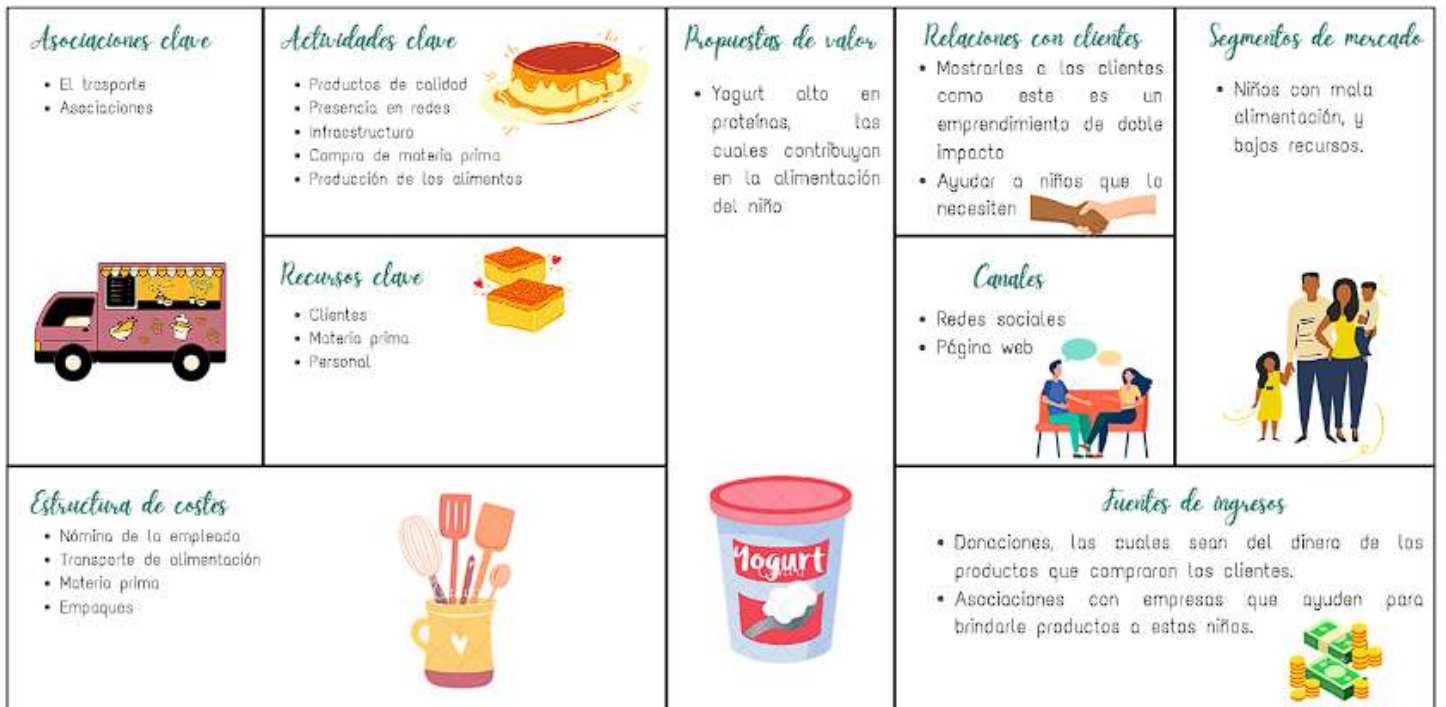 Asociaciones clave
• El trasporte
• Asociaciones
Actividades clave
• Productos de calidad
• Presencia en redes
• Infraestructura
• Compra de materia prima
• Producción de los alimentos
Recursos clave
• Clientes
• Materia prima
• Personal
Propuestas de valor
• Yogurt alto en
proteínas, las
cuales contribuyan
en la alimentación
del niño
Yogurt
Relaciones con clientes
• Mostrarles a los clientes
como este es un
emprendimiento de doble
impacto
• Ayudar a niños que lo
necesiten
Canales
• Redes sociales
• Página web
Segmentos de mercado
• Niños con mala
alimentación, y
bajos recursos.
Estructura de costes
• Nómina de la empleada
• Transporte de alimentación
• Materia prima
• Empaques
Fuentes de ingresos
• Donaciones, las cuales sean del dinero de los
productos que compraron los clientes.
• Asociaciones con empresas que ayuden para
brindarle productos a estos niños.